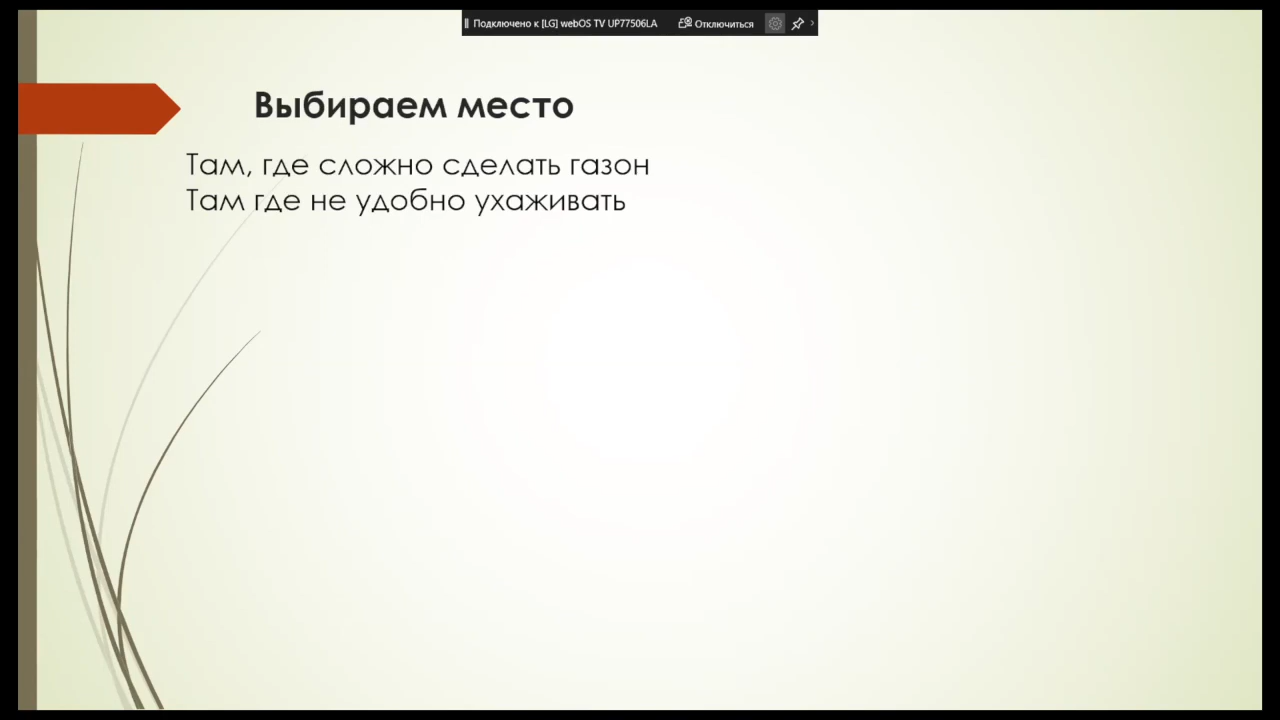 Подключено к [LG] webOS TV UP77506LA Отключиться
Выбираем место
Там, где сложно сделать газон
Там где не удобно ухаживать